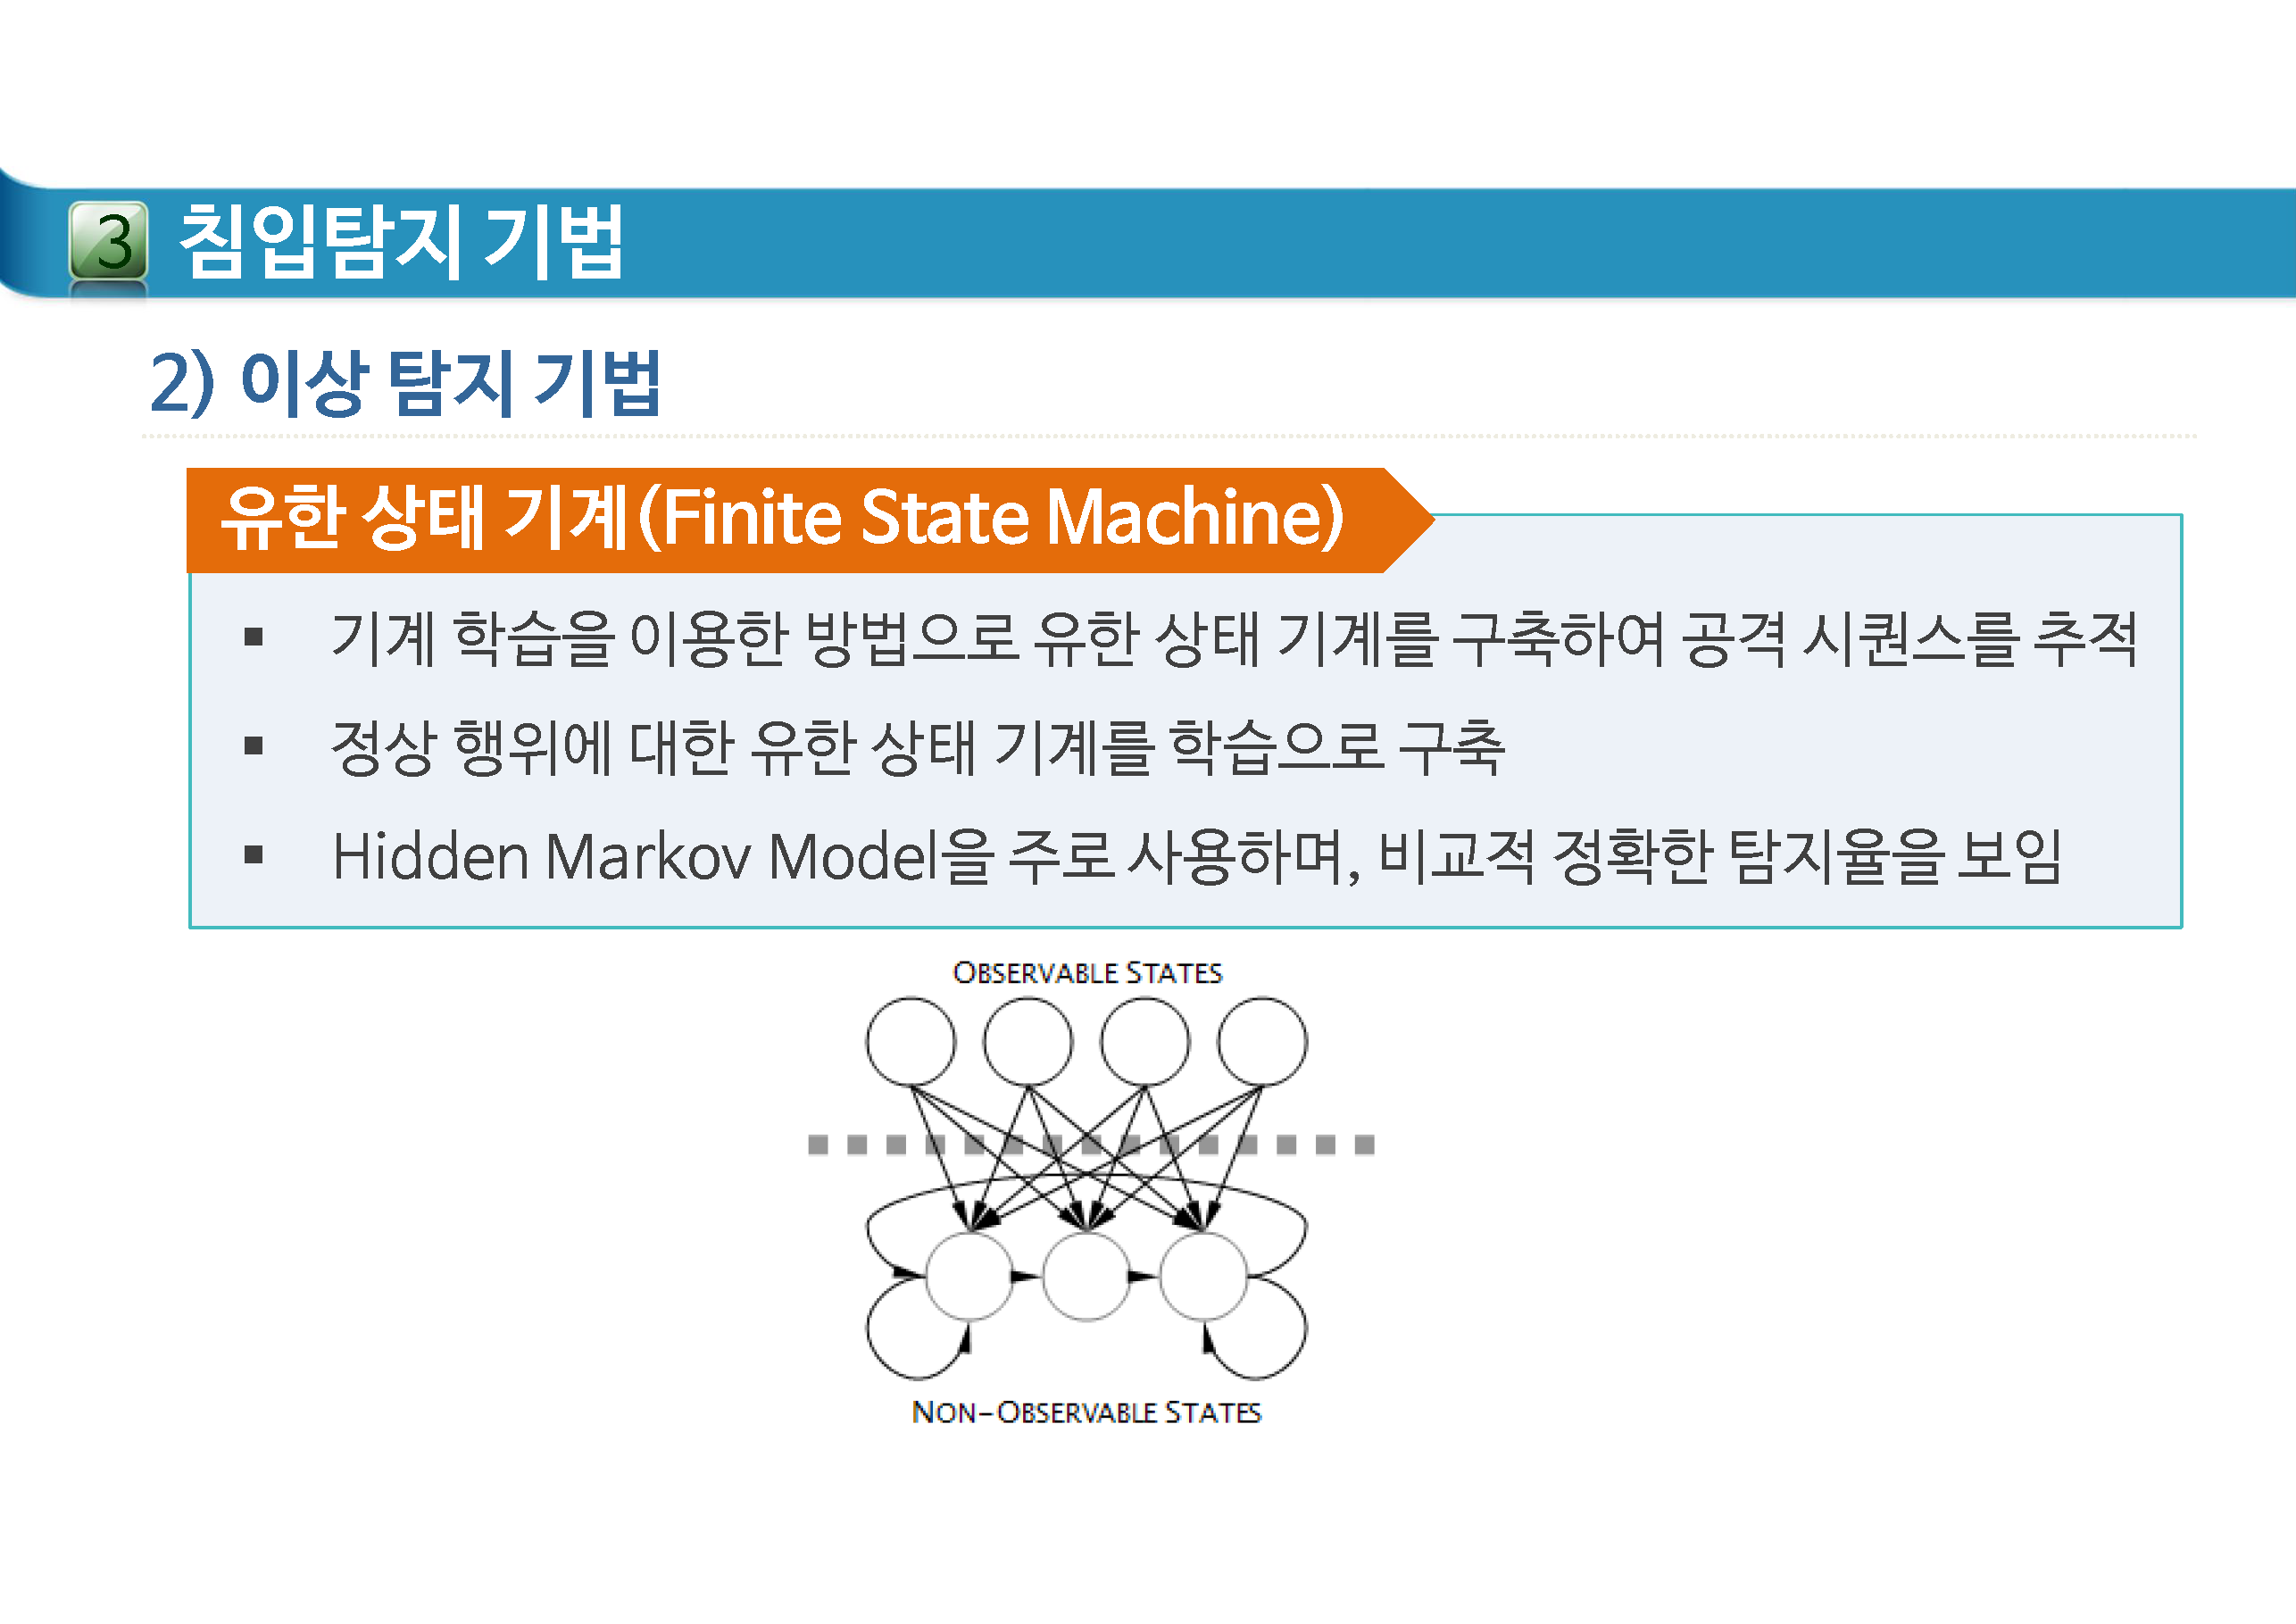 3 침입탐지 기법
2) 이상 탐지 기법
유한 상태 기계(Finite State Machine)
▪ 기계 학습을 이용한 방법으로 유한 상태 기계를 구축하여 공격 시퀀스를 추적
▪ 정상 행위에 대한 유한 상태 기계를 학습으로 구축
▪ Hidden Markov Model을 주로 사용하며, 비교적 정확한 탐지율을 보임
OBSERVABLE STATES
NON-OBSERVABLE STATES